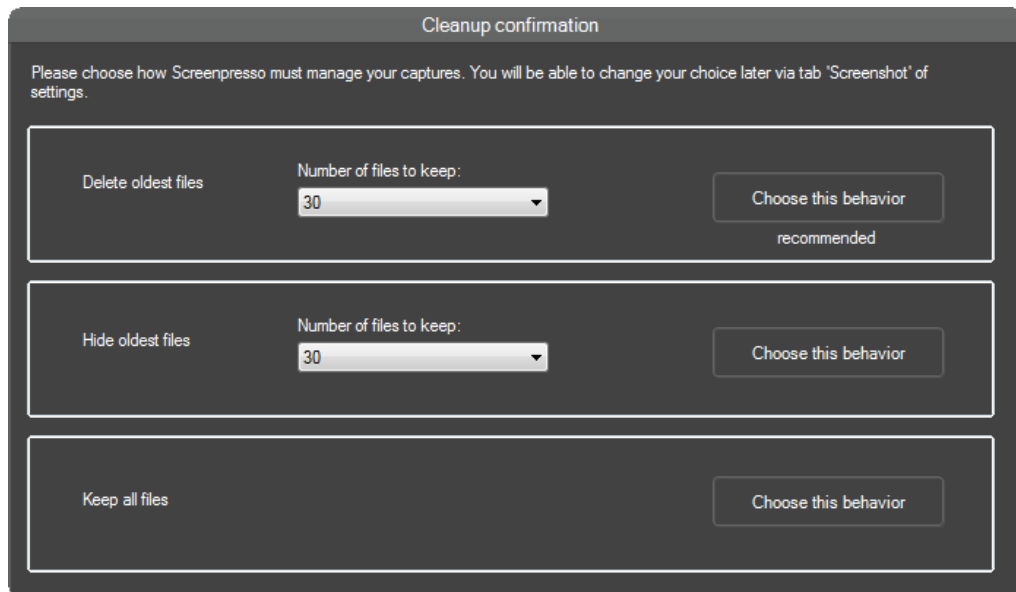 Cleanup confirmation
Please choose how Screenpresso must manage your captures. You will be able to change your choice later via tab 'Screenshot' of
settings.
Delete oldest files
Number of files to keep:
30
Choose this behavior
recommended
Hide oldest files
Number of files to keep:
30
Choose this behavior
Keep all files
Choose this behavior